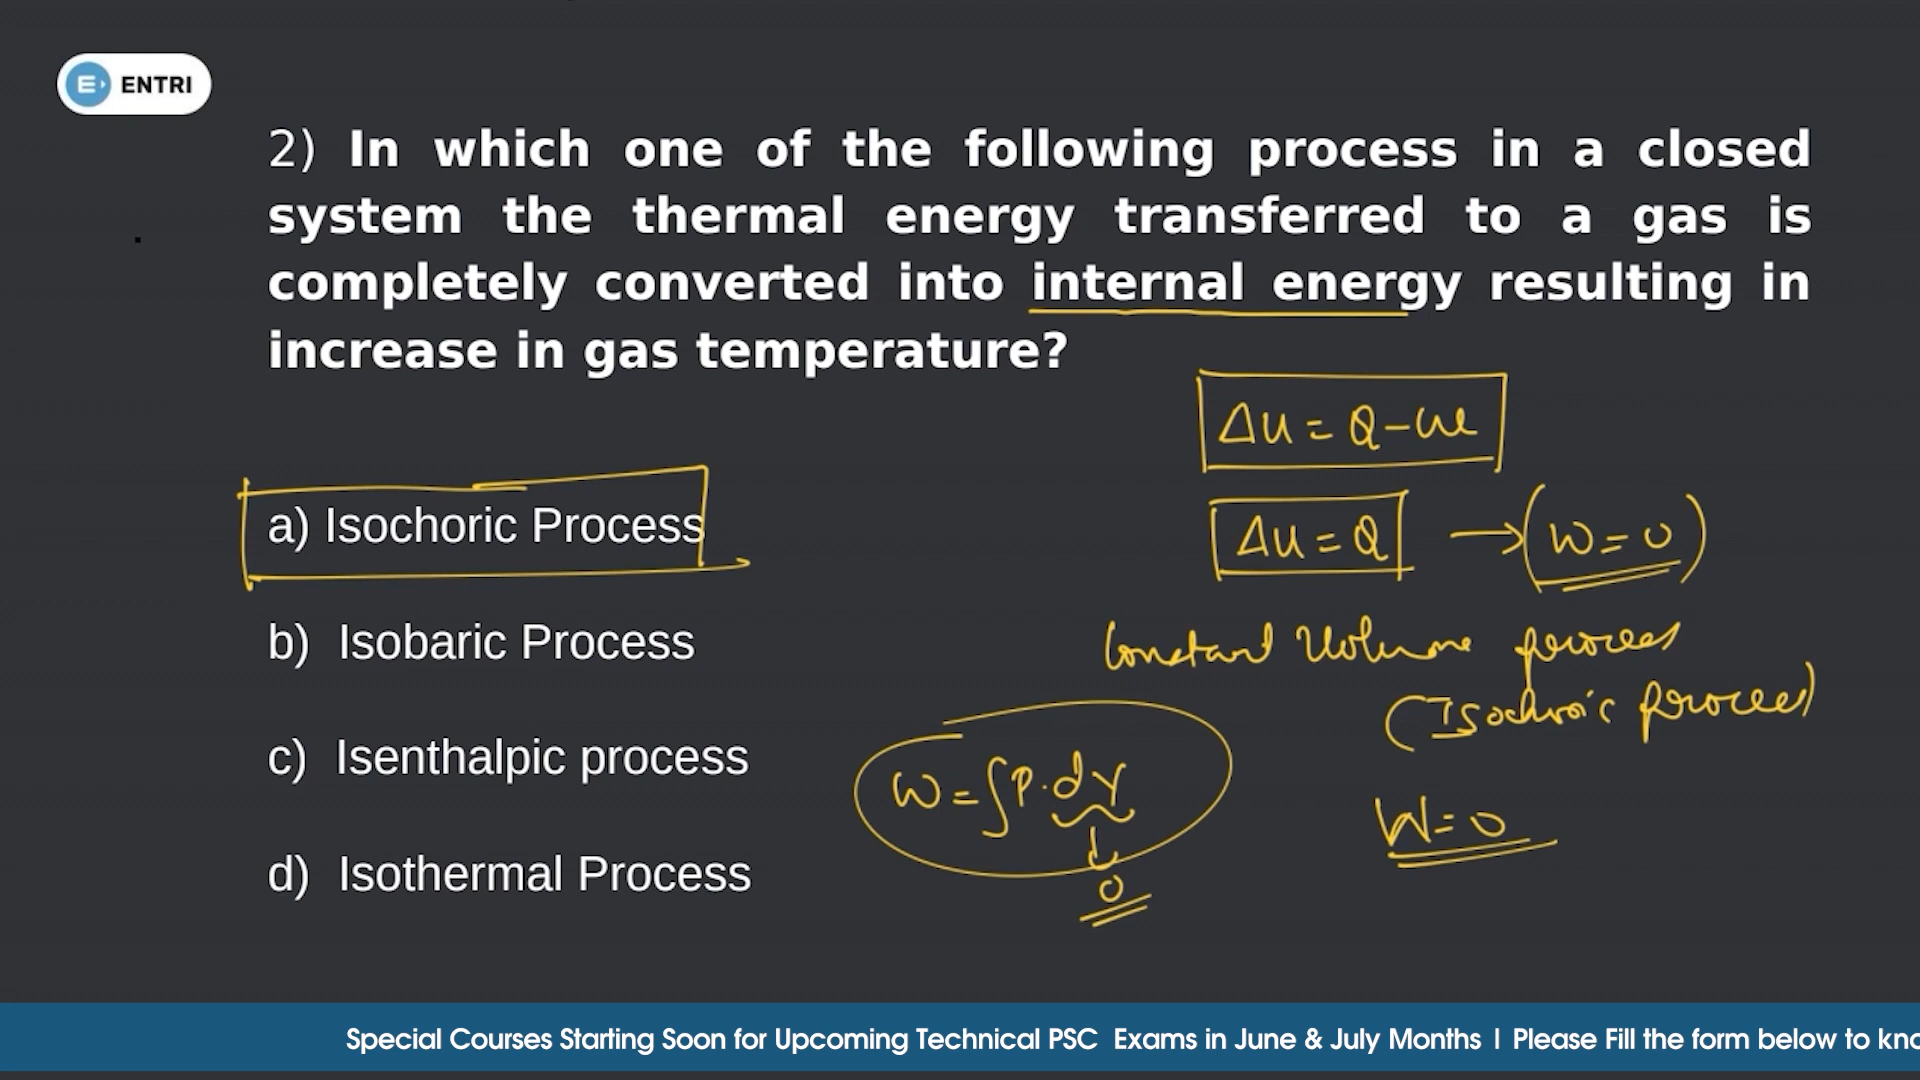 ENTRI
2) In which one of the following process in a closed
system the thermal energy transferred to a gas is
completely converted into internal energy resulting in
increase in gas temperature?
ΔU = Q - W
a) Isochoric Process
ΔU = Q → (W = 0)
b) Isobaric Process
Constant Volume process
(Isochoric process)
c) Isenthalpic process
W = ∫P.dV
W = 0
0
d) Isothermal Process
Special Courses Starting Soon for Upcoming Technical PSC Exams in June & July Months | Please Fill the form below to kno